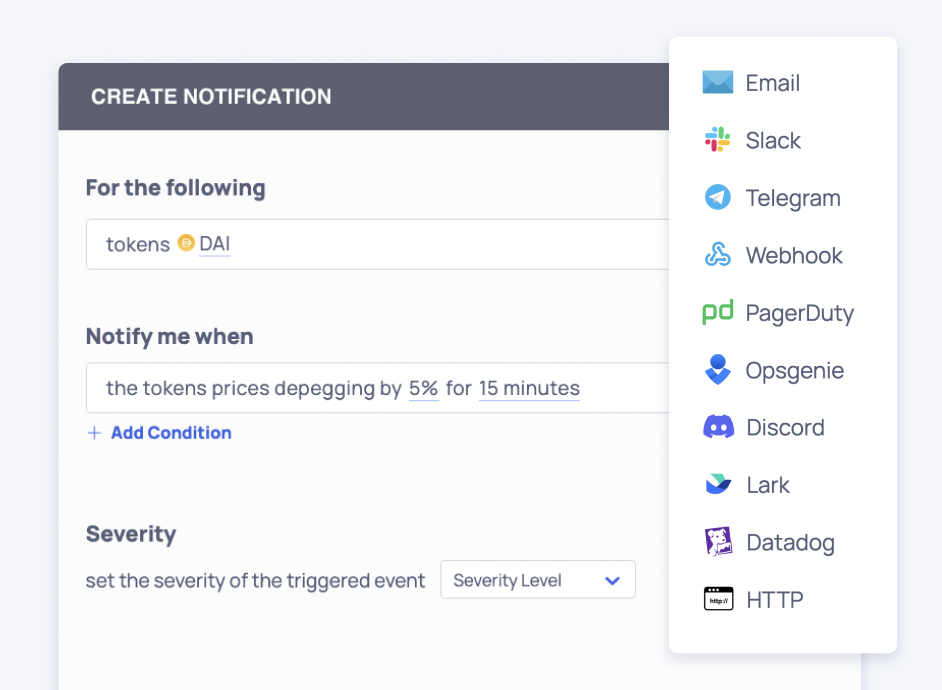 CREATE NOTIFICATION
For the following
tokens DAI
Notify me when
the tokens prices depegging by 5% for 15 minutes
+ Add Condition
Severity
set the severity of the triggered event Severity Level
Email
Slack
Telegram
Webhook
pd PagerDuty
Opsgenie
Discord
Lark
Datadog
http:// HTTP